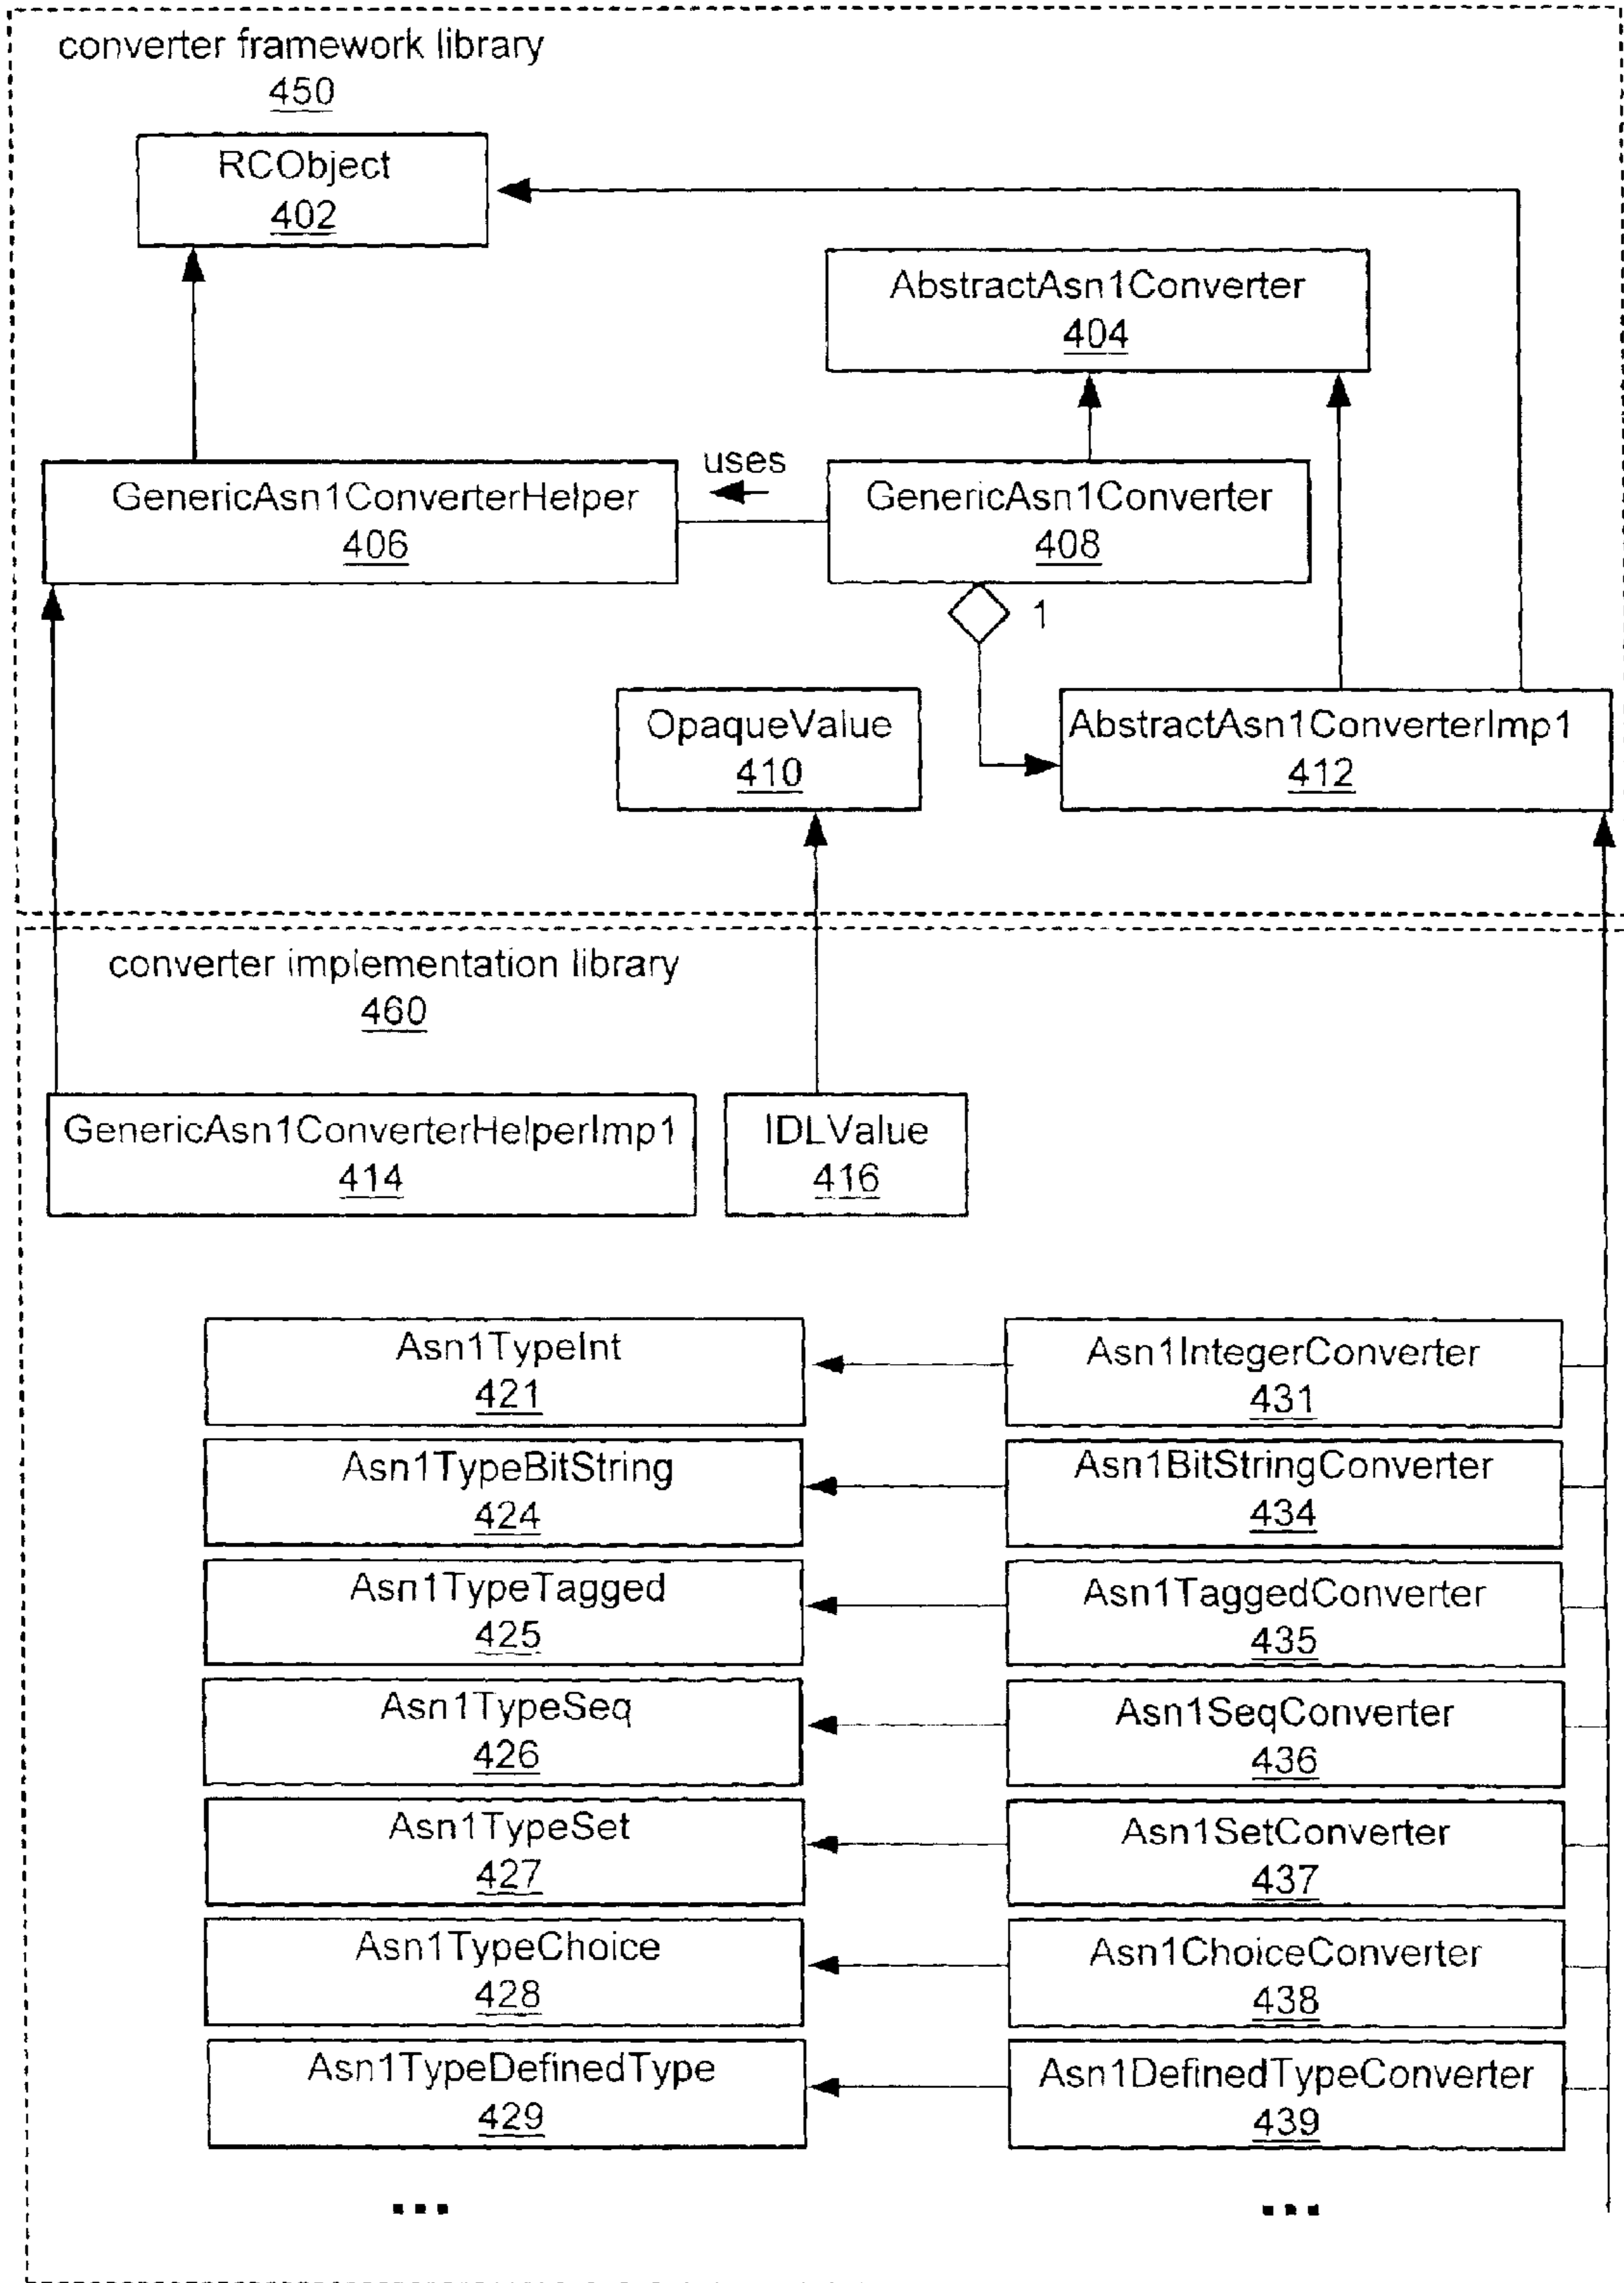 converter framework library
450
RCObject
402
AbstractAsn1Converter
404
GenericAsn1ConverterHelper
406
uses
GenericAsn1Converter
408
1
OpaqueValue
410
AbstractAsn1ConverterImp1
412
converter implementation library
460
GenericAsn1ConverterHelperImp1
414
IDLValue
416
Asn1TypeInt
421
Asn1IntegerConverter
431
Asn1TypeBitString
424
Asn1BitStringConverter
434
Asn1TypeTagged
425
Asn1TaggedConverter
435
Asn1TypeSeq
426
Asn1SeqConverter
436
Asn1TypeSet
427
Asn1SetConverter
437
Asn1TypeChoice
428
Asn1ChoiceConverter
438
Asn1TypeDefinedType
429
Asn1DefinedTypeConverter
439
... ...